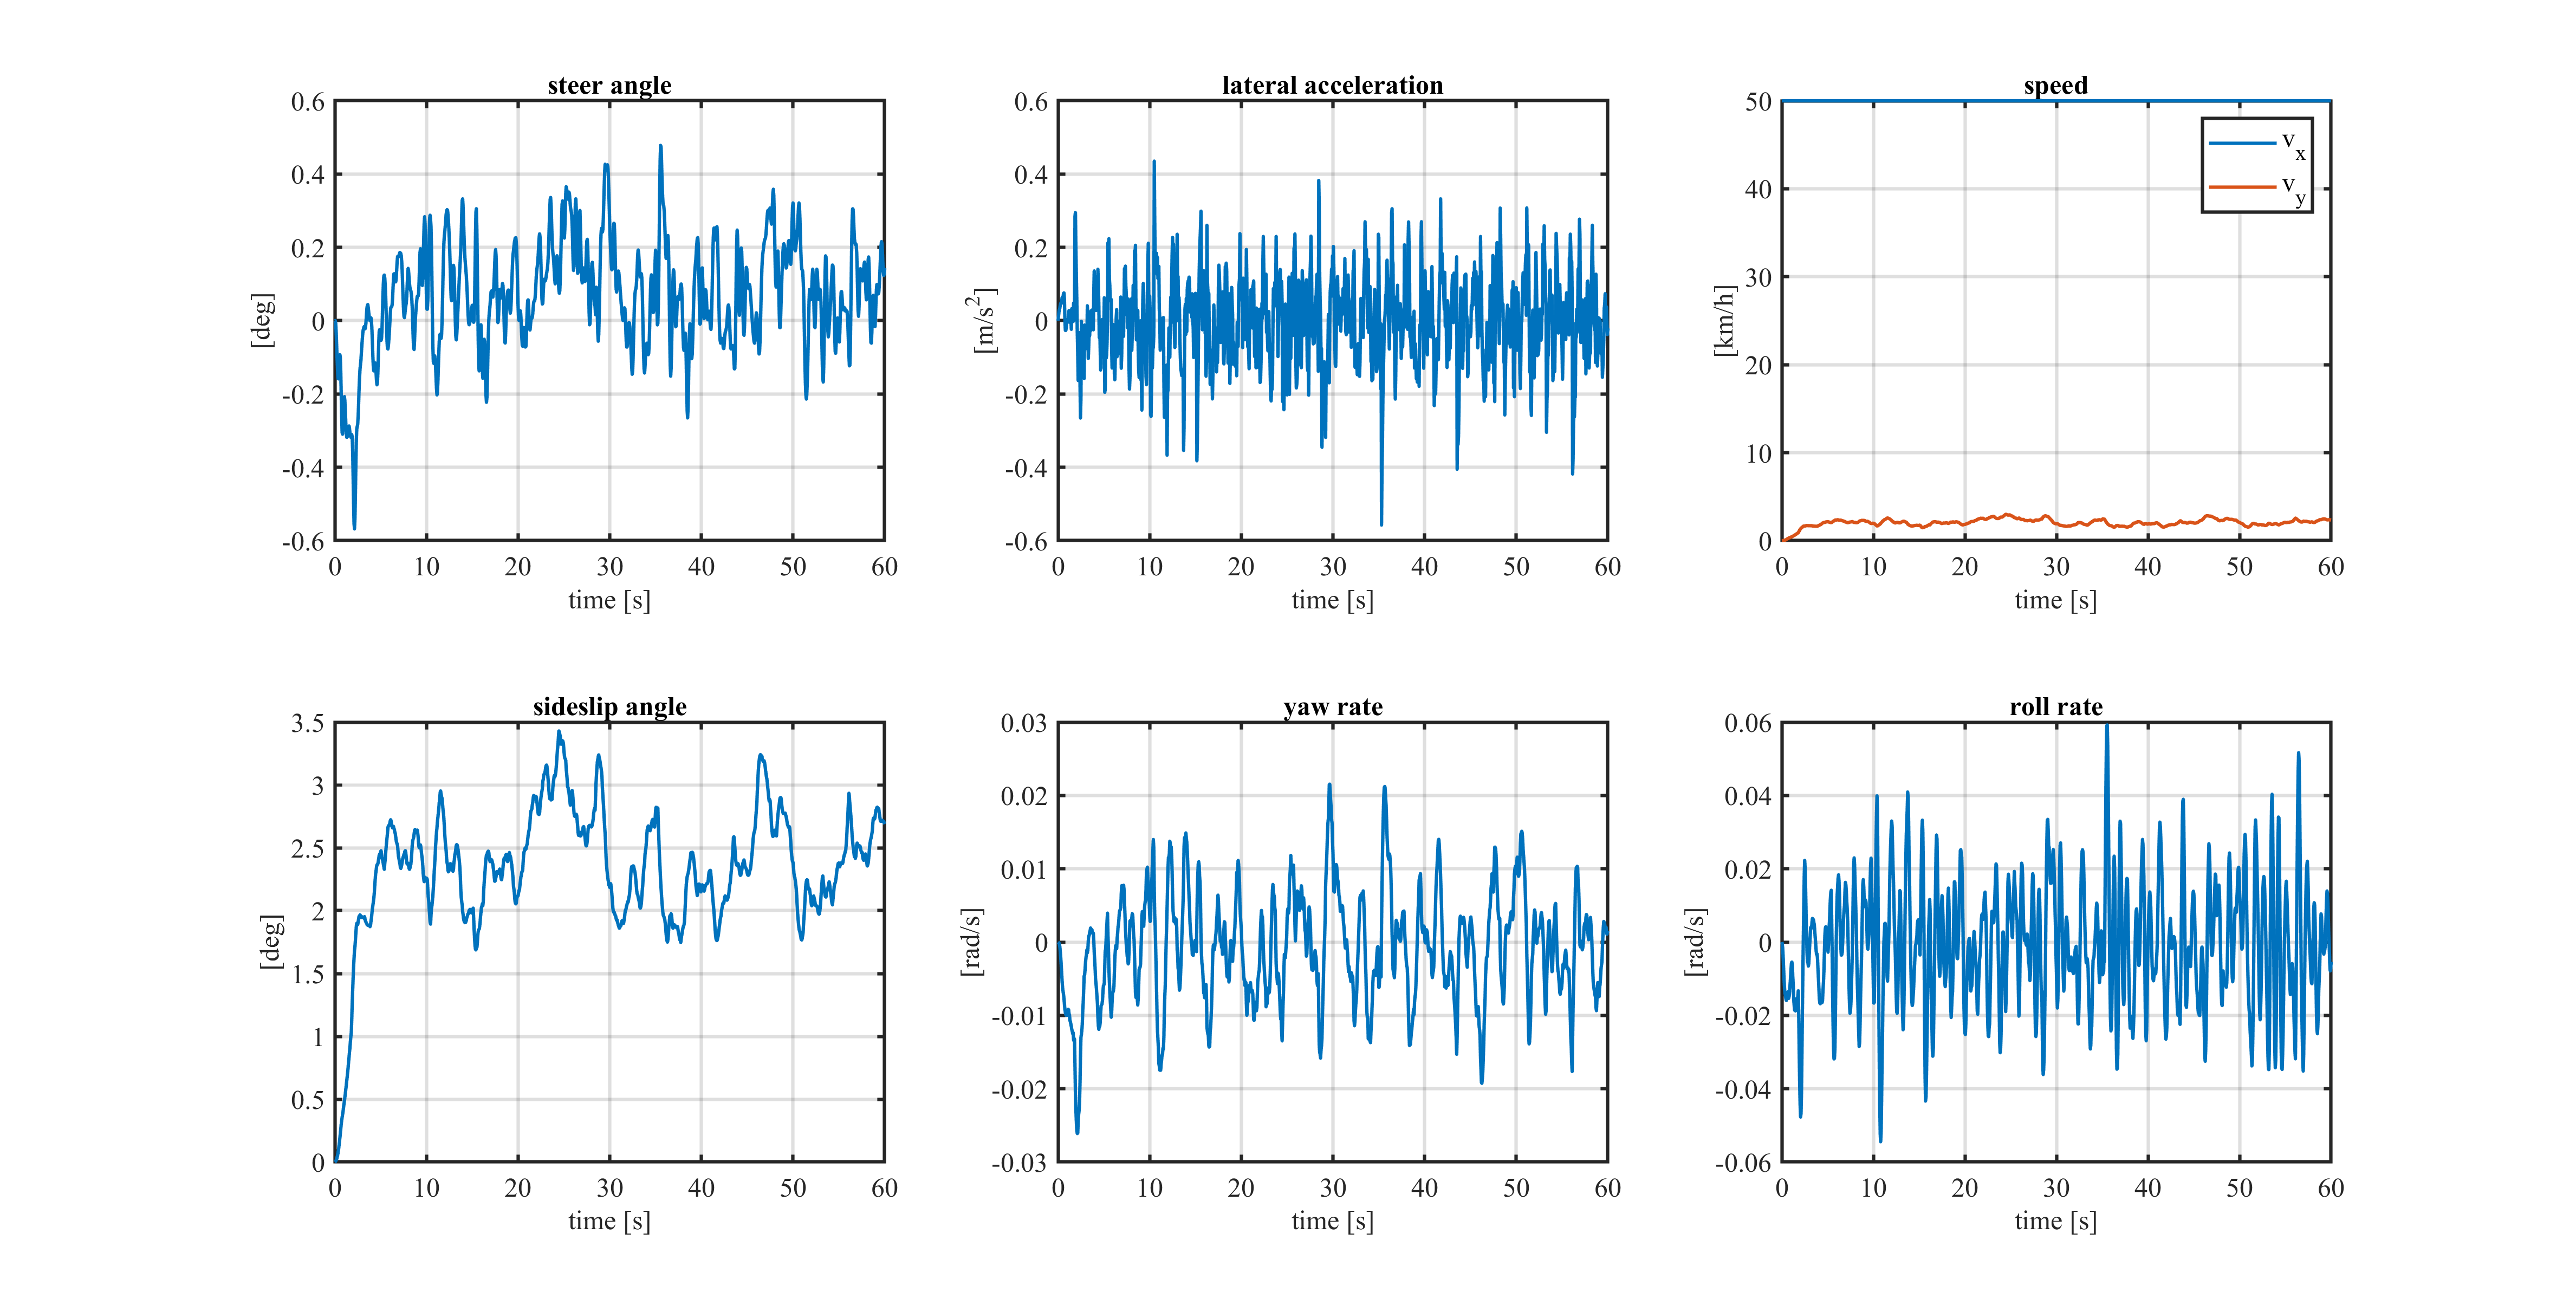 steer angle
0.6
0.4
0.2
0
-0.2
-0.4
-0.6
[deg]
0 10 20 30 40 50 60
time [s]
lateral acceleration
0.6
0.4
0.2
0
-0.2
-0.4
-0.6
[m/s²]
0 10 20 30 40 50 60
time [s]
speed
50
40
30
20
10
0
[km/h]
v_x
v_y
0 10 20 30 40 50 60
time [s]
sideslip angle
3.5
3
2.5
2
1.5
1
0.5
0
[deg]
0 10 20 30 40 50 60
time [s]
yaw rate
0.03
0.02
0.01
0
-0.01
-0.02
-0.03
[rad/s]
0 10 20 30 40 50 60
time [s]
roll rate
0.06
0.04
0.02
0
-0.02
-0.04
-0.06
[rad/s]
0 10 20 30 40 50 60
time [s]